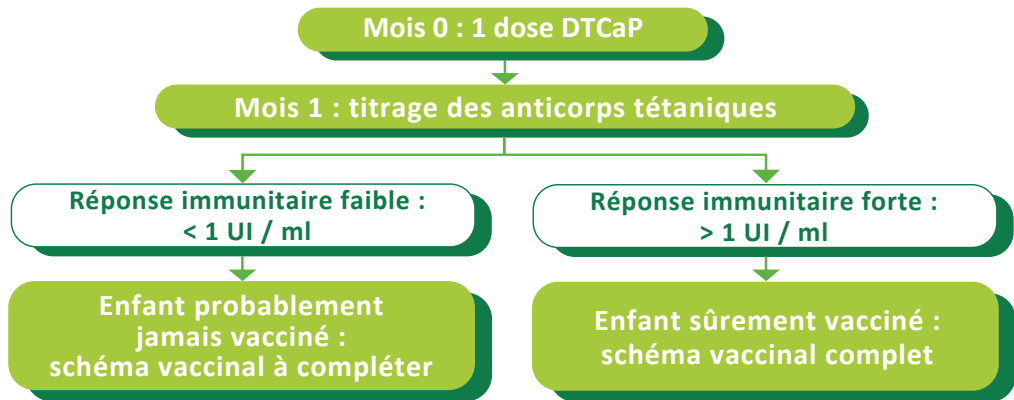 Mois 0 : 1 dose DTCaP
Mois 1 : titrage des anticorps tétaniques
Réponse immunitaire faible :
< 1 UI / ml
Réponse immunitaire forte :
> 1 UI / ml
Enfant probablement
jamais vacciné :
schéma vaccinal à compléter
Enfant sûrement vacciné :
schéma vaccinal complet